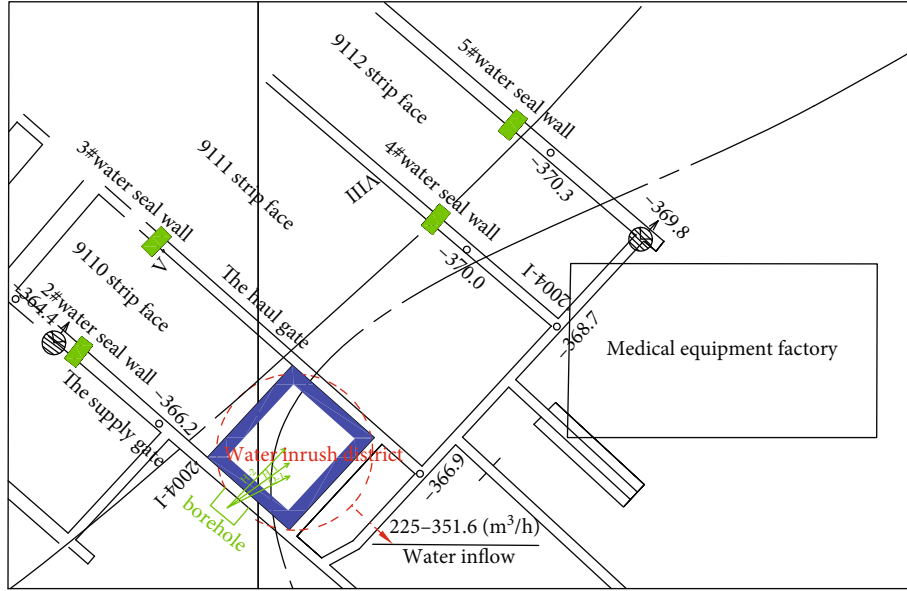 5#water seal wall
9112 strip face
-370.3
-369.8
4#water seal wall
VIII
-370.0
9111 strip face
3#water seal wall
V
2004-1
-368.7
Medical equipment factory
The haul gate
9110 strip face
2#water seal wall
-364.4
-366.2
The supply gate
2004-1
Water inrush district
borehole
-366.9
225–351.6 (m³/h)
Water inflow